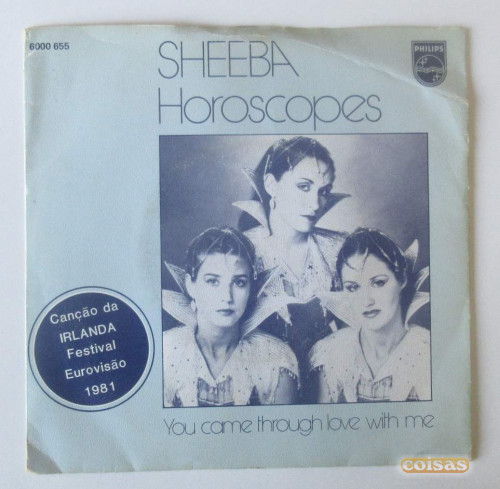 6000 655
SHEEBA
Horoscopes
PHILIPS
Canção da
IRLANDA
Festival
Eurovisão
1981
You came through love with me
coisas